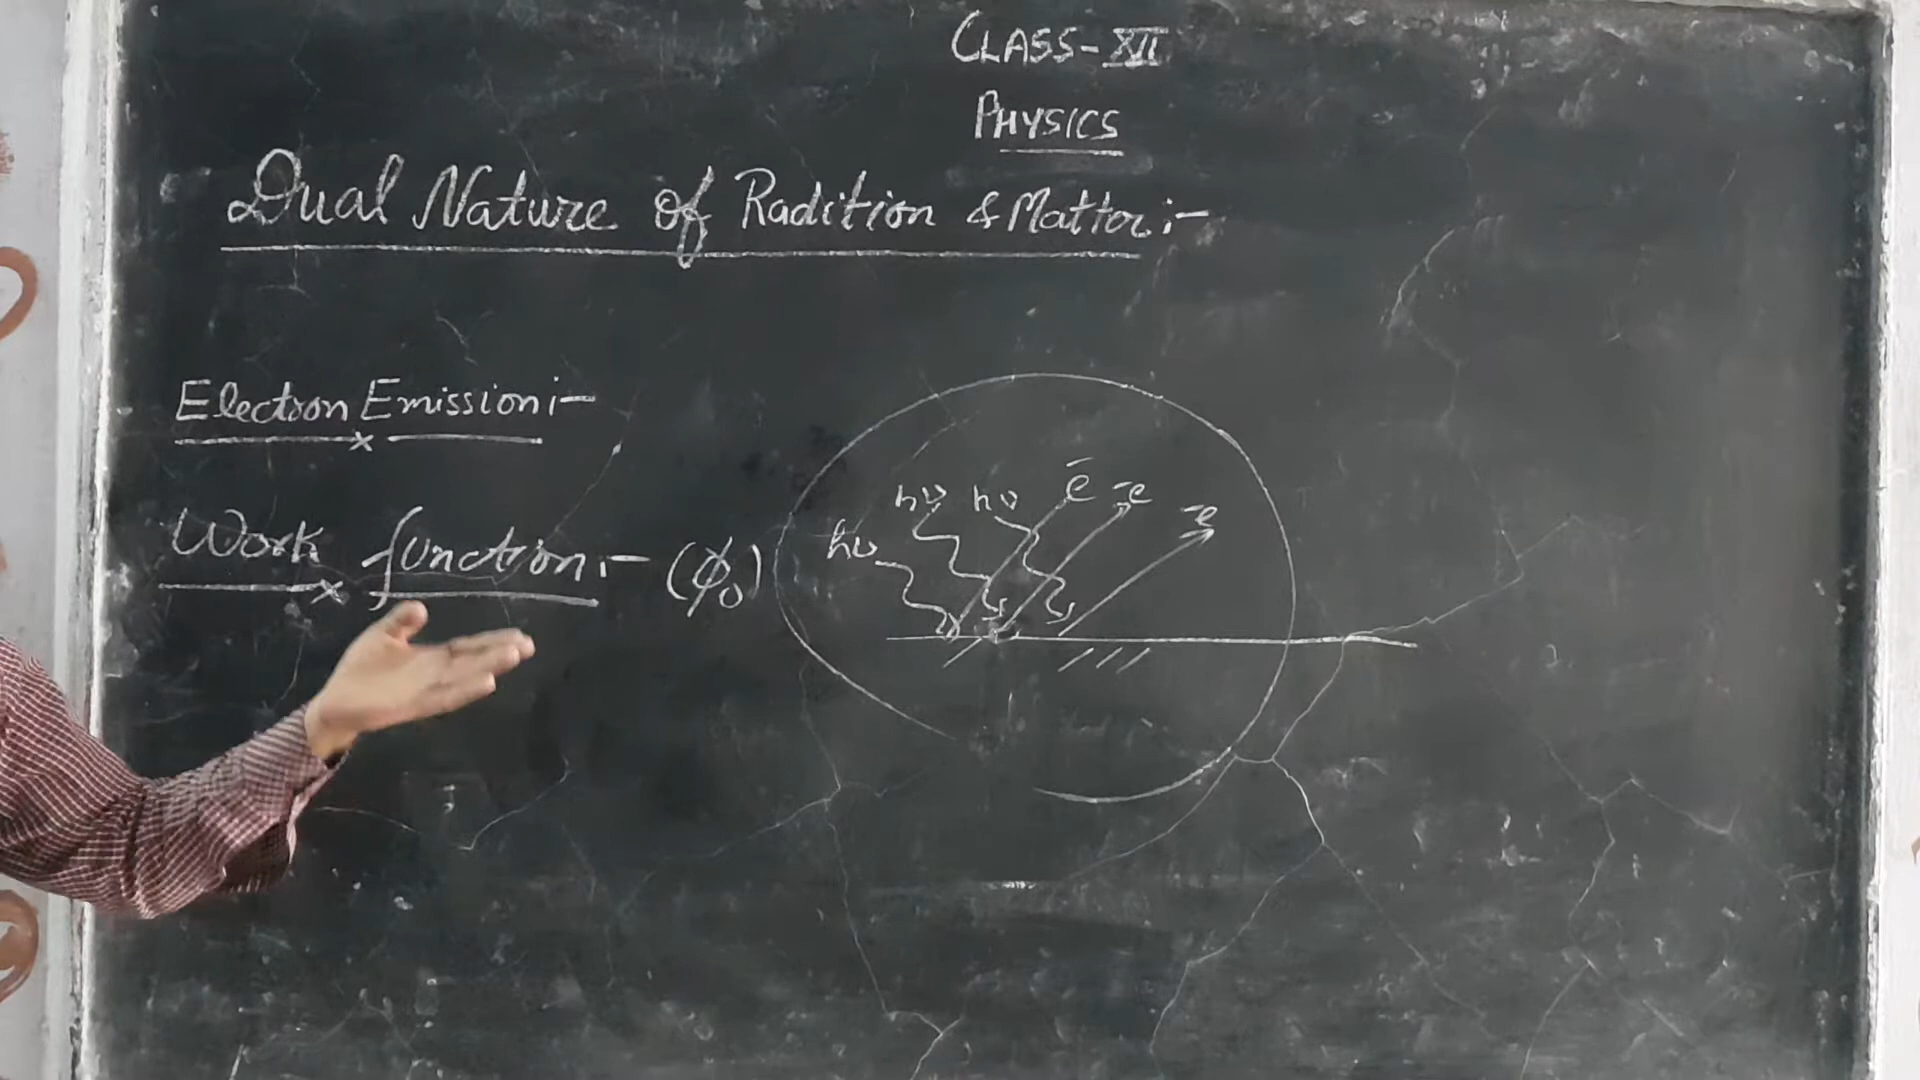 CLASS-XII
PHYSICS
Dual Nature of Radition & Matter:-
Electron Emission:-
Work function:- (ϕ₀)
hν hν hν e⁻ e⁻ e⁻